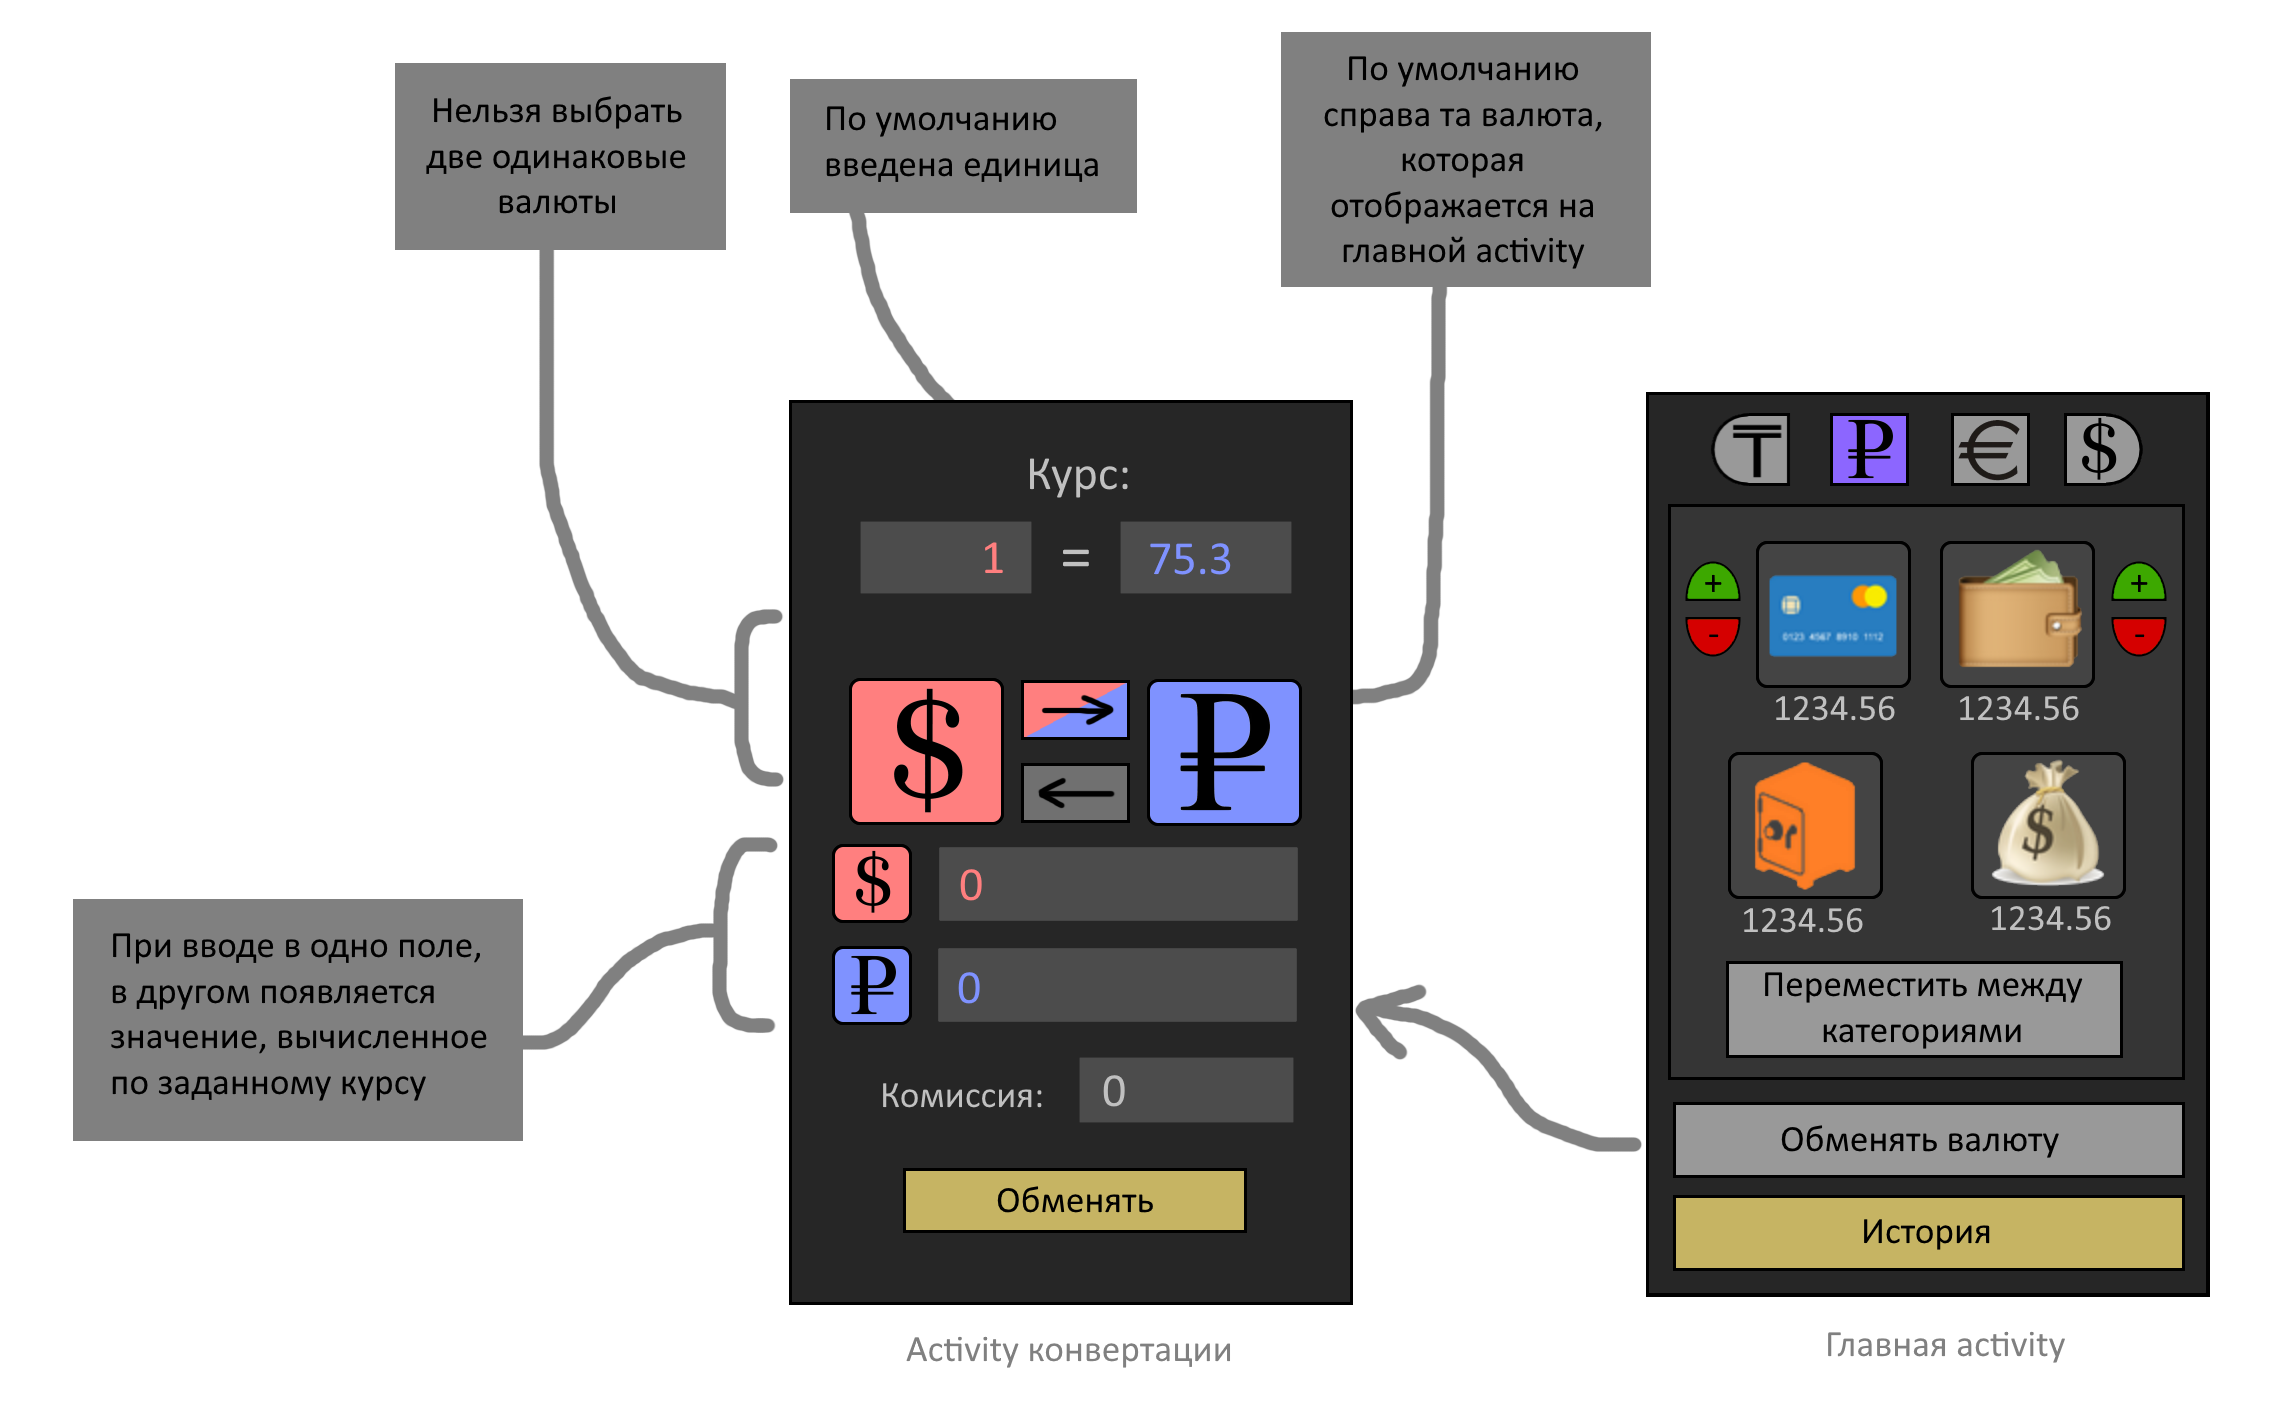 Нельзя выбрать
две одинаковые
валюты
По умолчанию
введена единица
По умолчанию
справа та валюта,
которая
отображается на
главной activity
Курс:
1 = 75.3
$ → ₽
←
$ 0
₽ 0
Комиссия: 0
Обменять
Activity конвертации
При вводе в одно поле,
в другом появляется
значение, вычисленное
по заданному курсу
₸ ₽ € $
+ +
- -
0123 4567 8910 1112
1234.56 1234.56
$
1234.56 1234.56
Переместить между
категориями
Обменять валюту
История
Главная activity